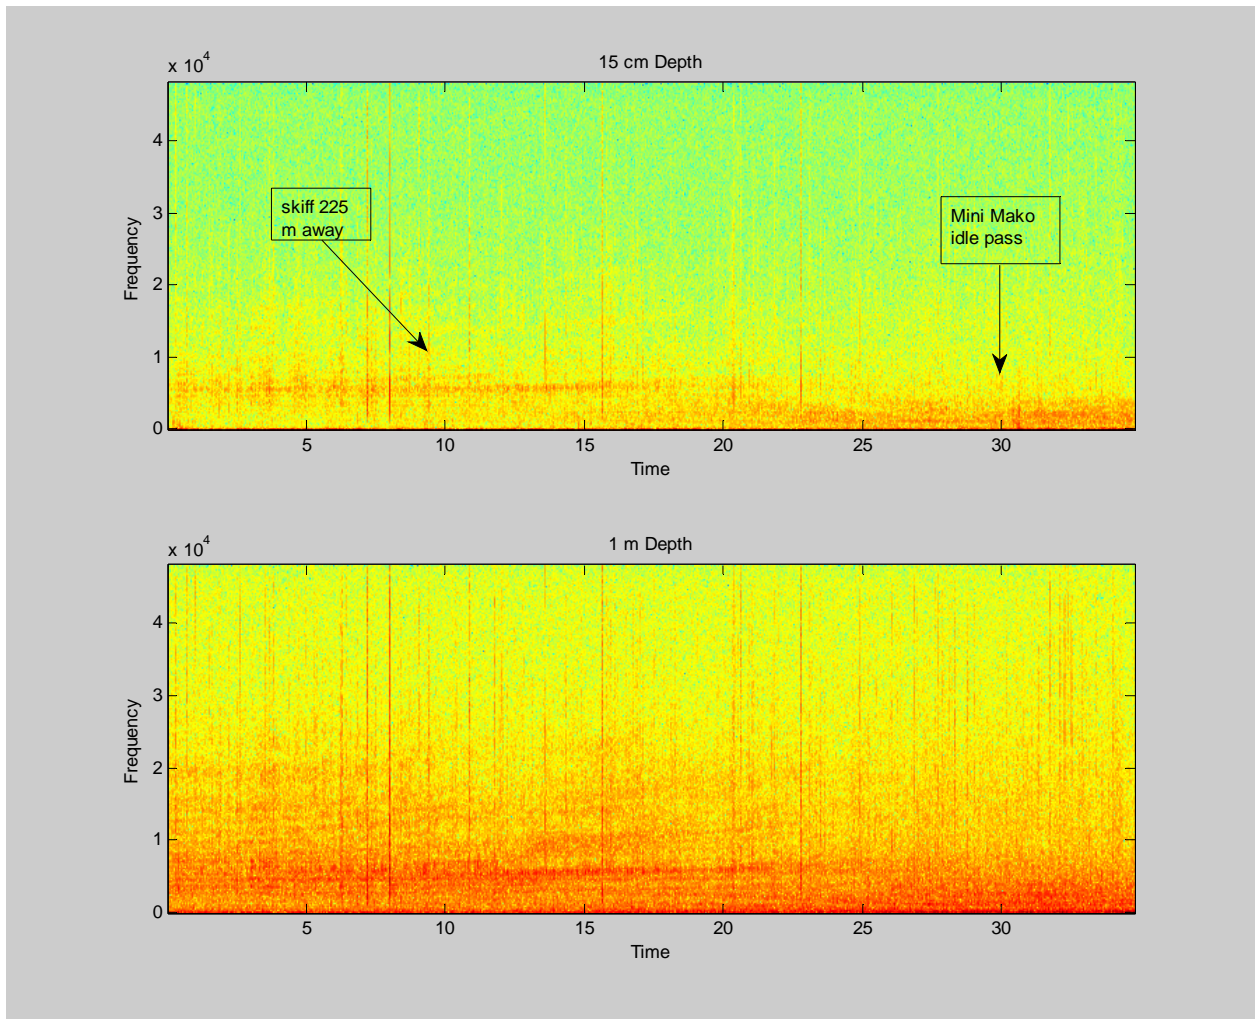 15 cm Depth
x 10^4
4
3
2
1
0
Frequency
skiff 225
m away
Mini Mako
idle pass
5 10 15 20 25 30
Time
1 m Depth
x 10^4
4
3
2
1
0
Frequency
5 10 15 20 25 30
Time